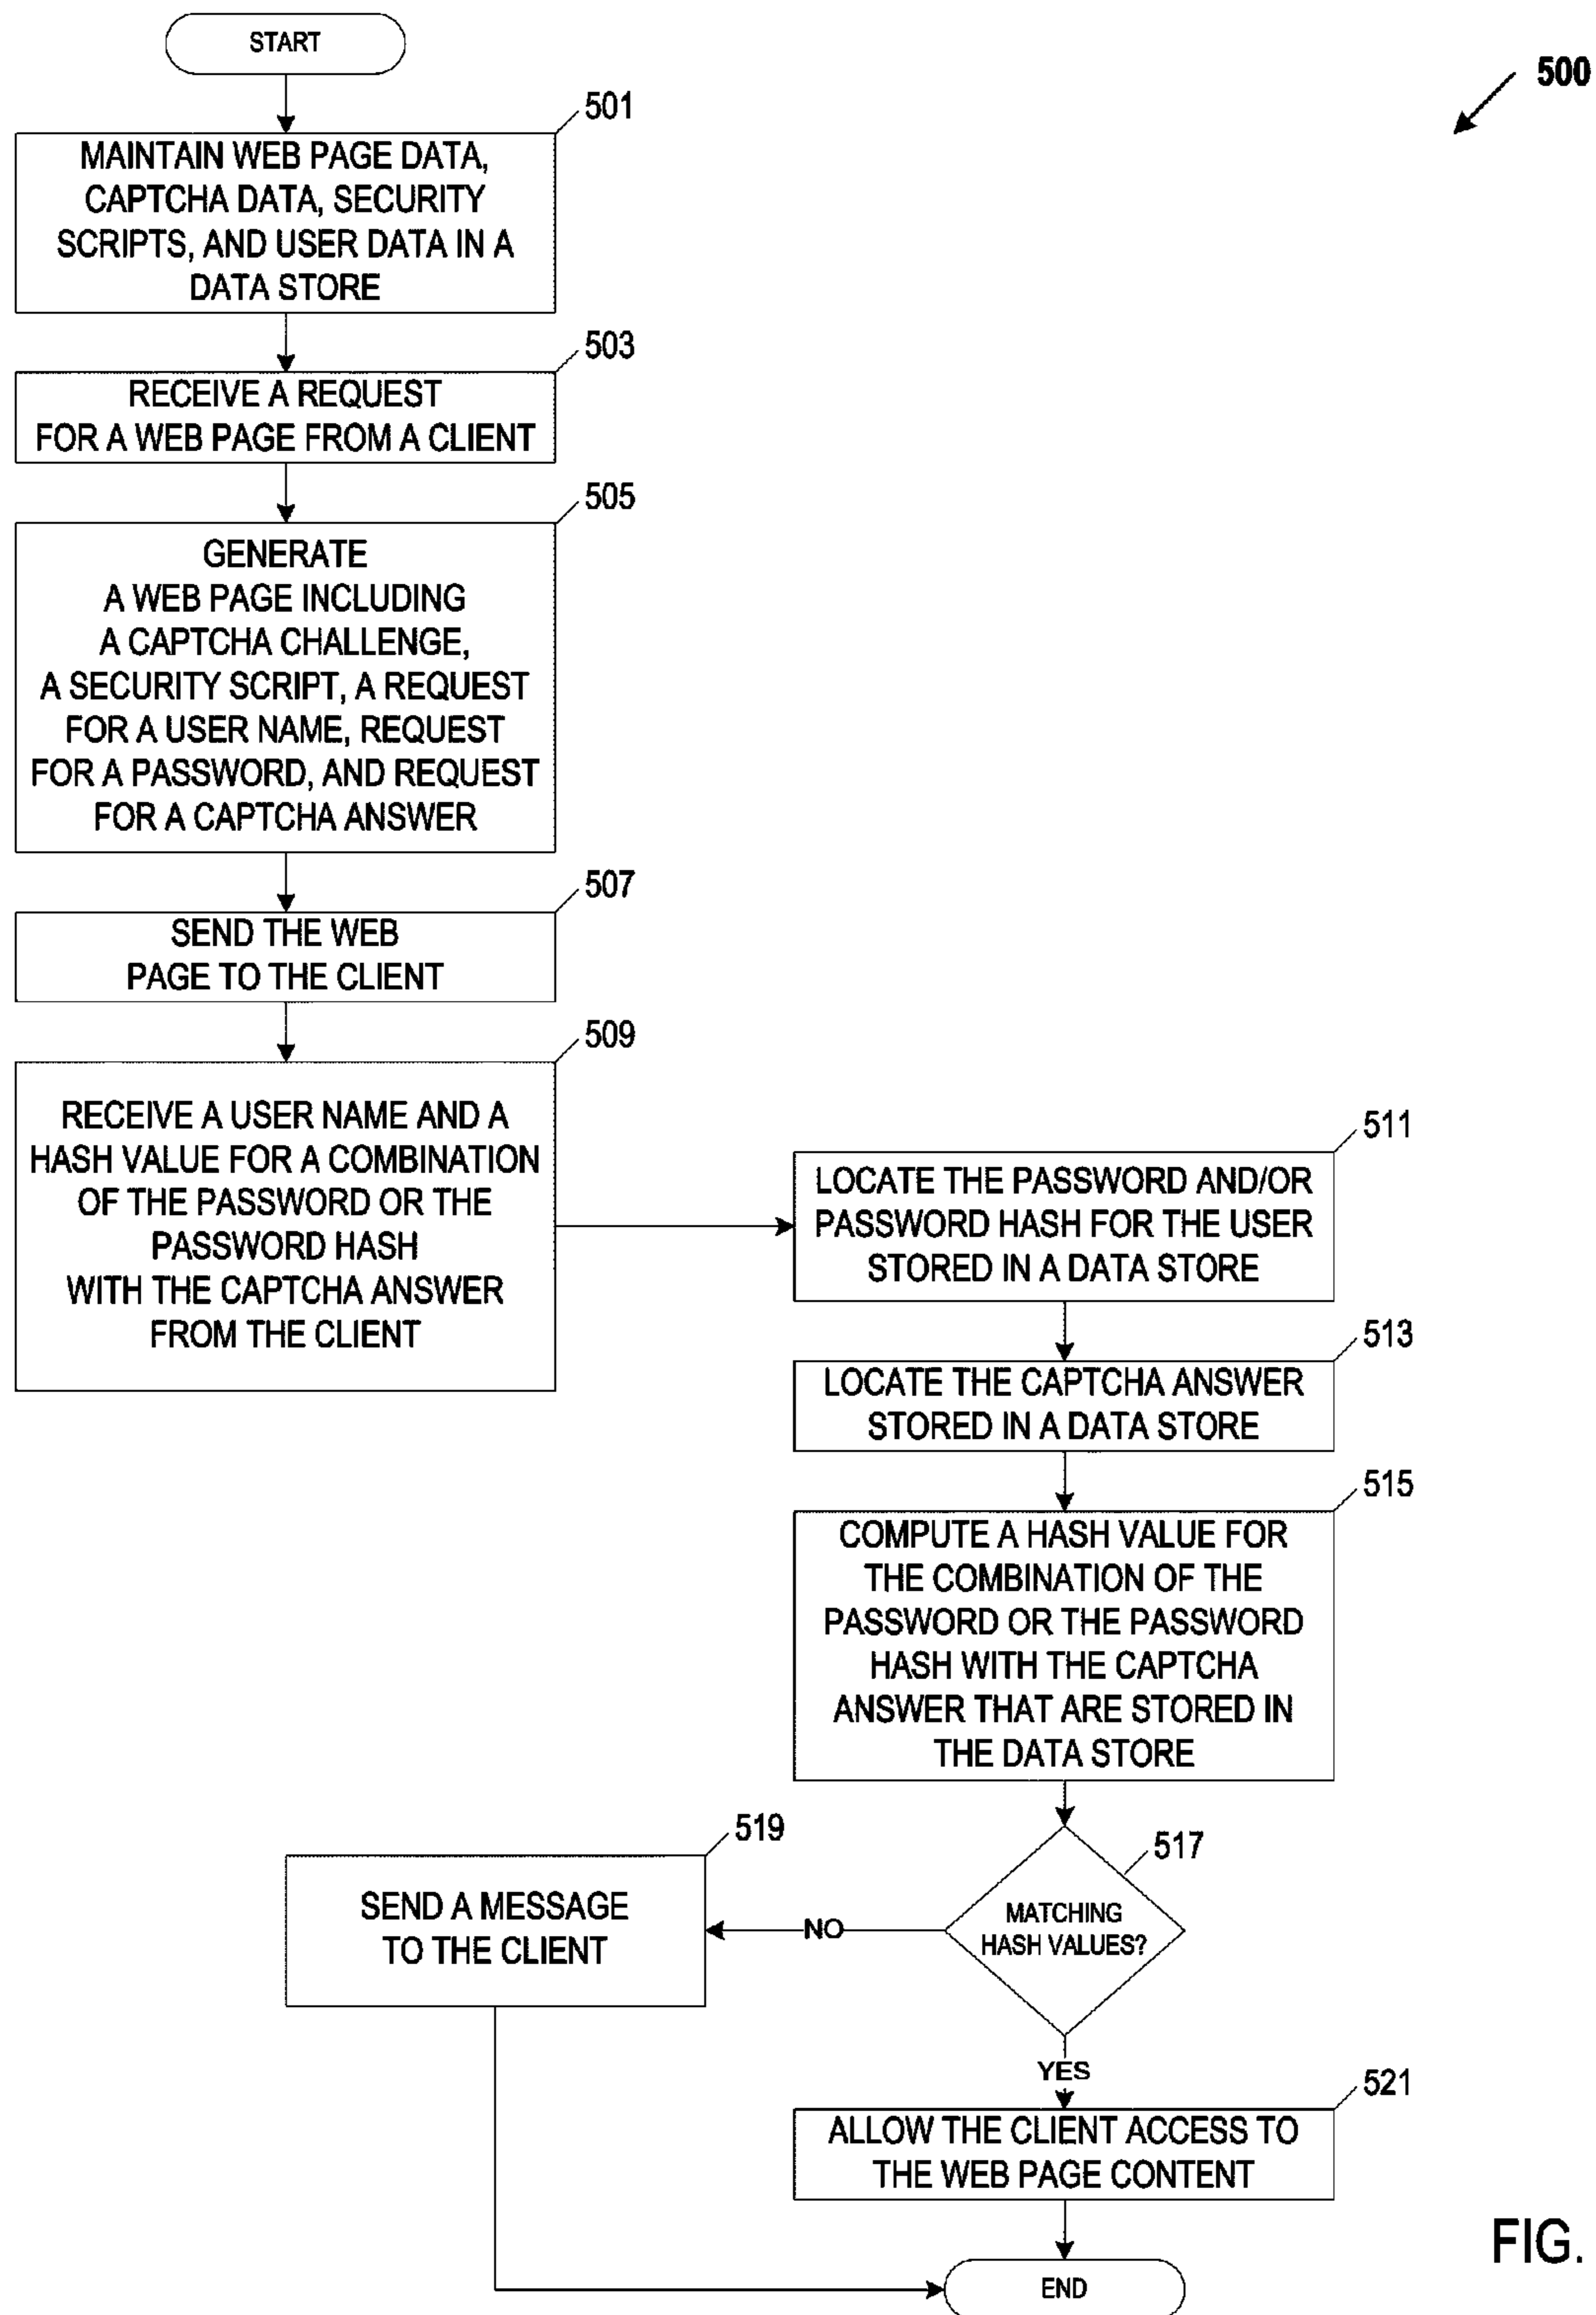 START
500
501
MAINTAIN WEB PAGE DATA,
CAPTCHA DATA, SECURITY
SCRIPTS, AND USER DATA IN A
DATA STORE
503
RECEIVE A REQUEST
FOR A WEB PAGE FROM A CLIENT
505
GENERATE
A WEB PAGE INCLUDING
A CAPTCHA CHALLENGE,
A SECURITY SCRIPT, A REQUEST
FOR A USER NAME, REQUEST
FOR A PASSWORD, AND REQUEST
FOR A CAPTCHA ANSWER
507
SEND THE WEB
PAGE TO THE CLIENT
509
RECEIVE A USER NAME AND A
HASH VALUE FOR A COMBINATION
OF THE PASSWORD OR THE
PASSWORD HASH
WITH THE CAPTCHA ANSWER
FROM THE CLIENT
511
LOCATE THE PASSWORD AND/OR
PASSWORD HASH FOR THE USER
STORED IN A DATA STORE
513
LOCATE THE CAPTCHA ANSWER
STORED IN A DATA STORE
515
COMPUTE A HASH VALUE FOR
THE COMBINATION OF THE
PASSWORD OR THE PASSWORD
HASH WITH THE CAPTCHA
ANSWER THAT ARE STORED IN
THE DATA STORE
517
MATCHING
HASH VALUES?
NO
519
SEND A MESSAGE
TO THE CLIENT
YES
521
ALLOW THE CLIENT ACCESS TO
THE WEB PAGE CONTENT
END
FIG.